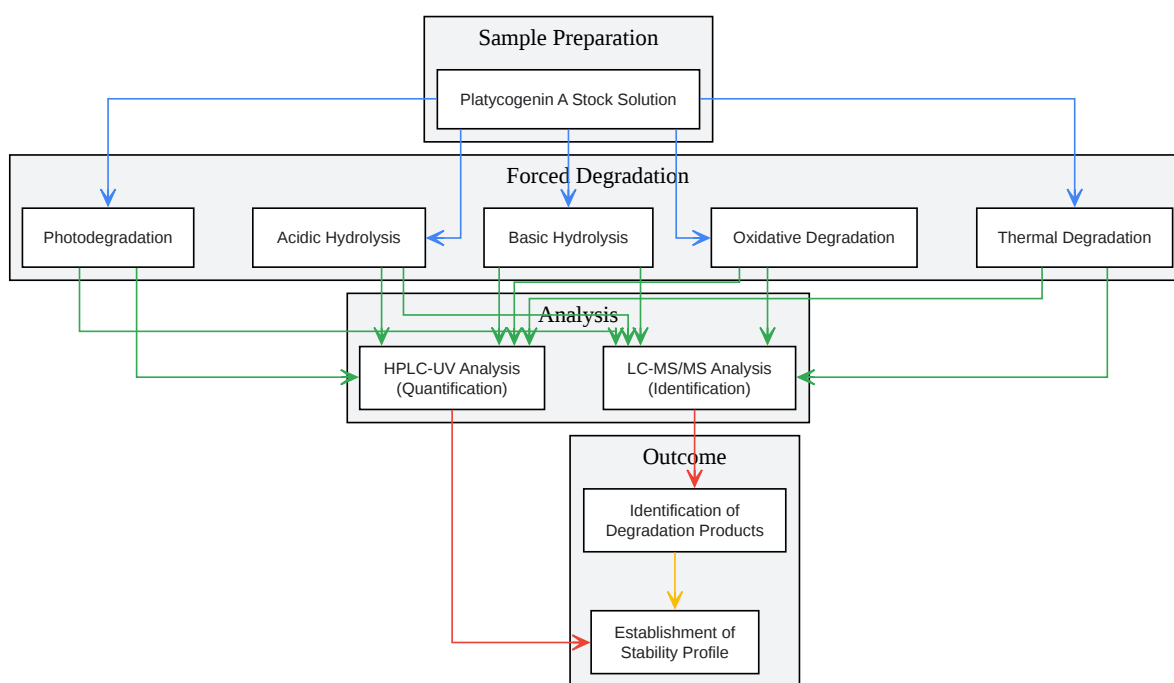 Sample Preparation
Platycogenin A Stock Solution
Forced Degradation
Photodegradation
Acidic Hydrolysis
Basic Hydrolysis
Oxidative Degradation
Thermal Degradation
Analysis
HPLC-UV Analysis
(Quantification)
LC-MS/MS Analysis
(Identification)
Outcome
Identification of
Degradation Products
Establishment of
Stability Profile